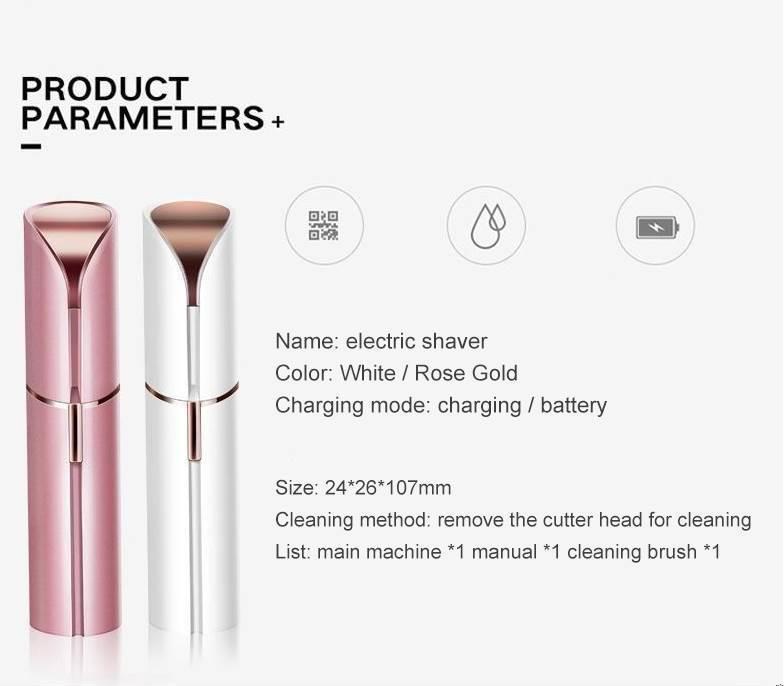 PRODUCT
PARAMETERS +
Name: electric shaver
Color: White / Rose Gold
Charging mode: charging / battery
Size: 24*26*107mm
Cleaning method: remove the cutter head for cleaning
List: main machine *1 manual *1 cleaning brush *1